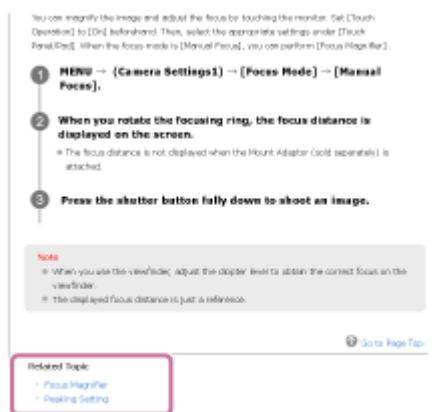 You can magnify the image and adjust the focus by touching the monitor. Set [Touch
Operation] to [On] beforehand. Then, select the appropriate settings under [Touch
Panel/Pad]. When the focus mode is [Manual Focus], you can perform [Focus Magnifier].
1 MENU → (Camera Settings1) → [Focus Mode] → [Manual
Focus].
2 When you rotate the focusing ring, the focus distance is
displayed on the screen.
The focus distance is not displayed when the Mount Adaptor (sold separately) is
attached.
3 Press the shutter button fully down to shoot an image.
Note
When you use the viewfinder, adjust the diopter level to obtain the correct focus on the
viewfinder.
The displayed focus distance is just a reference.
Go to Page Top
Related Topic
Focus Magnifier
Peaking Setting